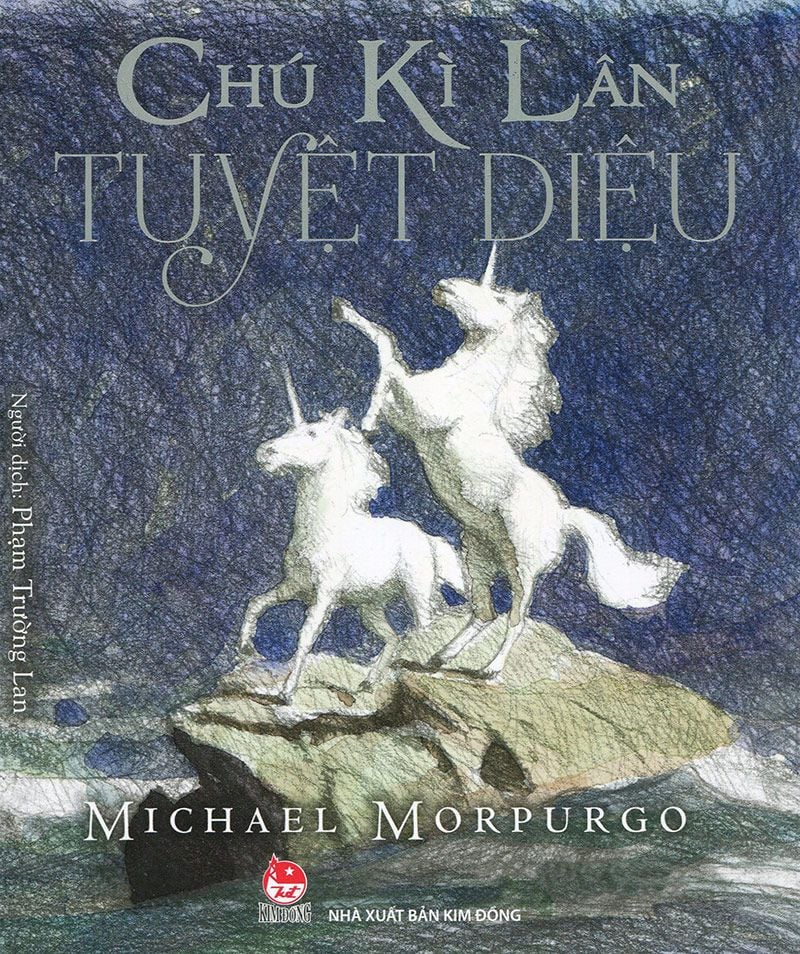 CHÚ KÌ LÂN
TUYỆT DIỆU
Người dịch: Phạm Trường Lan
MICHAEL MORPURGO
KIM ĐỒNG
NHÀ XUẤT BẢN KIM ĐỒNG